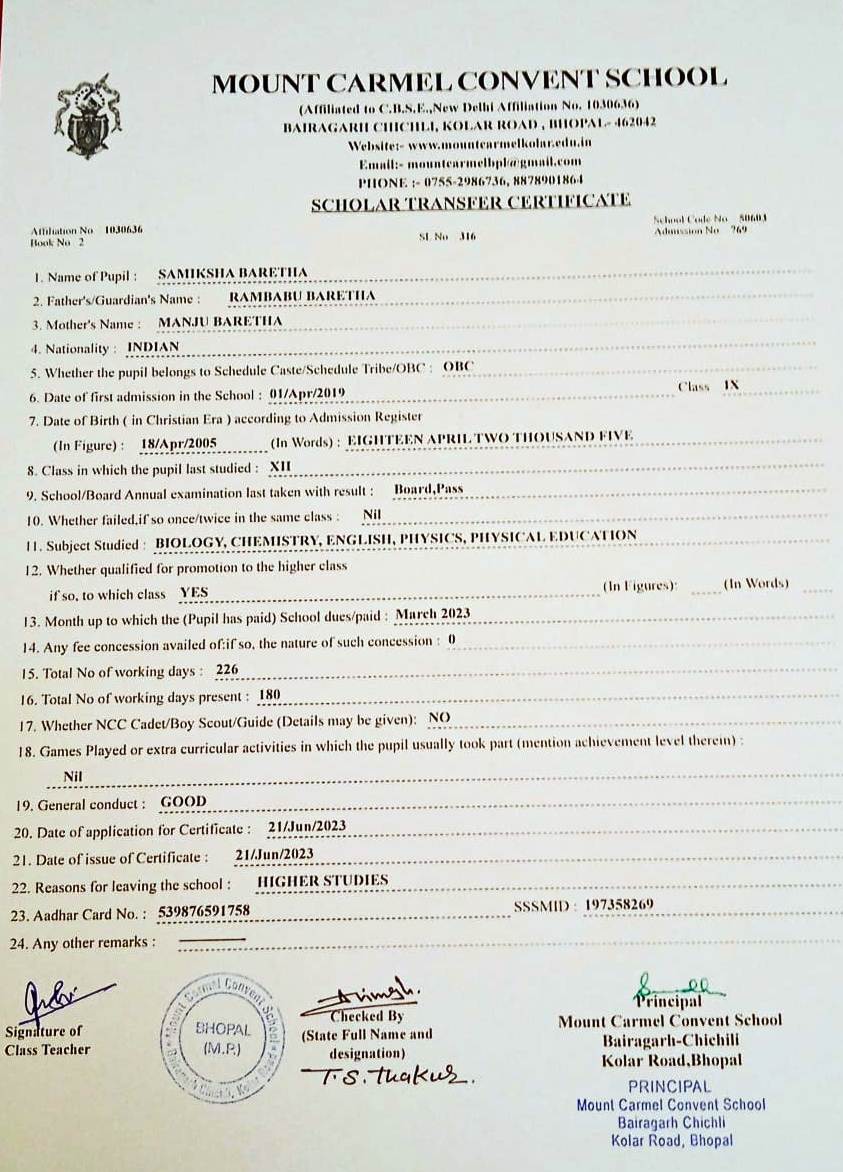 MOUNT CARMEL CONVENT SCHOOL
(Affiliated to C.B.S.E.,New Delhi Affiliation No. 1030636)
BAIRAGARH CHICHLI, KOLAR ROAD , BHOPAL- 462042
Website:- www.mountcarmelkolar.edu.in
Email:- mountcarmelbpl@gmail.com
PHONE :- 0755-2986736, 8878901864
SCHOLAR TRANSFER CERTIFICATE
Affiliation No 1030636
School Code No 50603
Book No 2
Sl. No 316
Admission No 769
1. Name of Pupil : SAMIKSHA BARETHA
2. Father's/Guardian's Name : RAMBABU BARETHA
3. Mother's Name : MANJU BARETHA
4. Nationality : INDIAN
5. Whether the pupil belongs to Schedule Caste/Schedule Tribe/OBC : OBC
6. Date of first admission in the School : 01/Apr/2019 Class IX
7. Date of Birth ( in Christian Era ) according to Admission Register
(In Figure) : 18/Apr/2005 (In Words) : EIGHTEEN APRIL TWO THOUSAND FIVE
8. Class in which the pupil last studied : XII
9. School/Board Annual examination last taken with result : Board,Pass
10. Whether failed,if so once/twice in the same class : Nil
11. Subject Studied : BIOLOGY, CHEMISTRY, ENGLISH, PHYSICS, PHYSICAL EDUCATION
12. Whether qualified for promotion to the higher class
if so, to which class YES (In Figures): (In Words)
13. Month up to which the (Pupil has paid) School dues/paid : March 2023
14. Any fee concession availed of:if so, the nature of such concession : 0
15. Total No of working days : 226
16. Total No of working days present : 180
17. Whether NCC Cadet/Boy Scout/Guide (Details may be given): NO
18. Games Played or extra curricular activities in which the pupil usually took part (mention achievement level therein) :
Nil
19. General conduct : GOOD
20. Date of application for Certificate : 21/Jun/2023
21. Date of issue of Certificate : 21/Jun/2023
22. Reasons for leaving the school : HIGHER STUDIES
23. Aadhar Card No. : 539876591758 SSSMID : 197358269
24. Any other remarks :
Signature of
Class Teacher
Mount Carmel Convent School
BHOPAL
(M.P.)
Bairagarh Chichli, Kolar Road
Checked By
(State Full Name and
designation)
T.S. Thakur.
Principal
Mount Carmel Convent School
Bairagarh-Chichili
Kolar Road,Bhopal
PRINCIPAL
Mount Carmel Convent School
Bairagarh Chichli
Kolar Road, Bhopal